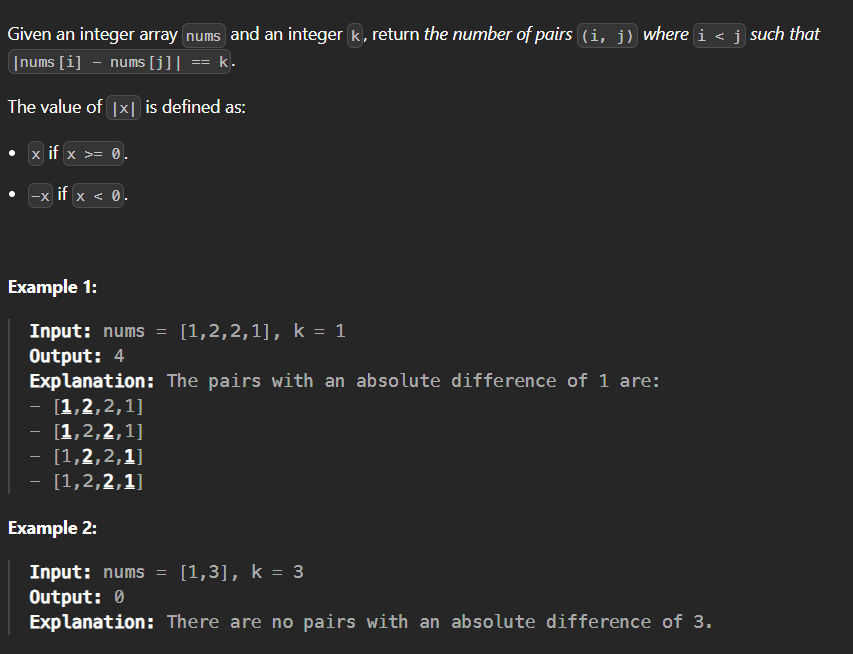 Given an integer array nums and an integer k, return the number of pairs (i, j) where i < j such that
|nums[i] - nums[j]| == k.
The value of |x| is defined as:
• x if x >= 0.
• -x if x < 0.
Example 1:
Input: nums = [1,2,2,1], k = 1
Output: 4
Explanation: The pairs with an absolute difference of 1 are:
- [1,2,2,1]
- [1,2,2,1]
- [1,2,2,1]
- [1,2,2,1]
Example 2:
Input: nums = [1,3], k = 3
Output: 0
Explanation: There are no pairs with an absolute difference of 3.